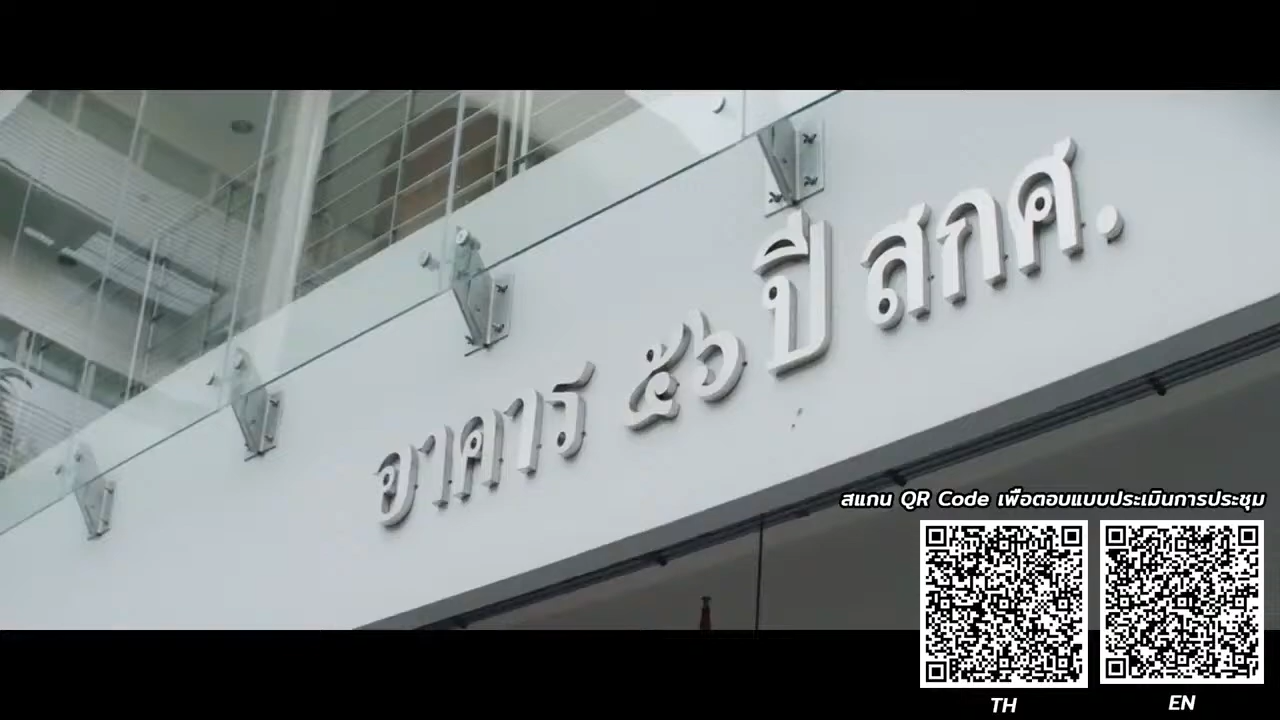 อาคาร ๕๖ ปี สกศ.
สแกน QR Code เพื่อตอบแบบประเมินการประชุม
TH
EN